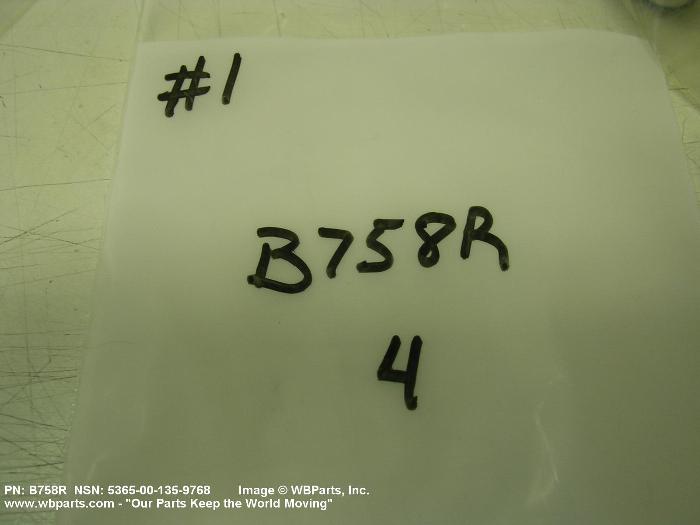 #1
B758R
4
PN: B758R NSN: 5365-00-135-9768 Image © WBParts, Inc.
www.wbparts.com - "Our Parts Keep the World Moving"